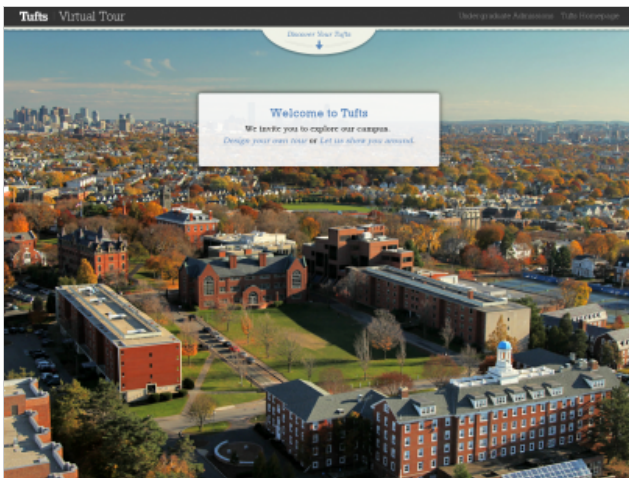 Tufts Virtual Tour
Undergraduate Admissions Tufts Homepage
Discover Your Tufts
Welcome to Tufts
We invite you to explore our campus.
Design your own tour or Let us show you around.